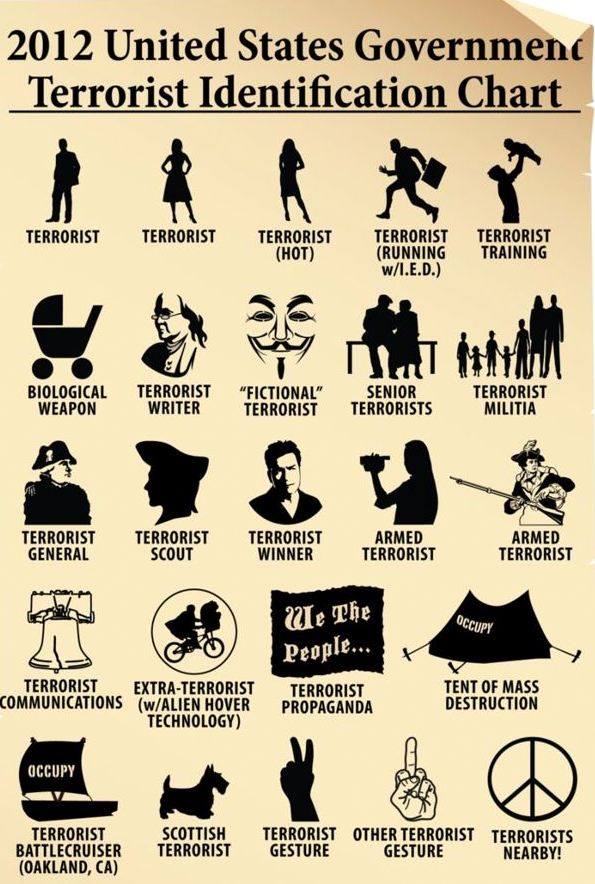 2012 United States Government
Terrorist Identification Chart
TERRORIST
TERRORIST
TERRORIST
(HOT)
TERRORIST
(RUNNING
w/I.E.D.)
TERRORIST
TRAINING
BIOLOGICAL
WEAPON
TERRORIST
WRITER
“FICTIONAL”
TERRORIST
SENIOR
TERRORISTS
TERRORIST
MILITIA
TERRORIST
GENERAL
TERRORIST
SCOUT
TERRORIST
WINNER
ARMED
TERRORIST
ARMED
TERRORIST
TERRORIST
COMMUNICATIONS
EXTRA-TERRORIST
(w/ALIEN HOVER
TECHNOLOGY)
We The
People...
TERRORIST
PROPAGANDA
OCCUPY
TENT OF MASS
DESTRUCTION
OCCUPY
TERRORIST
BATTLECRUISER
(OAKLAND, CA)
SCOTTISH
TERRORIST
TERRORIST
GESTURE
OTHER TERRORIST
GESTURE
TERRORISTS
NEARBY!